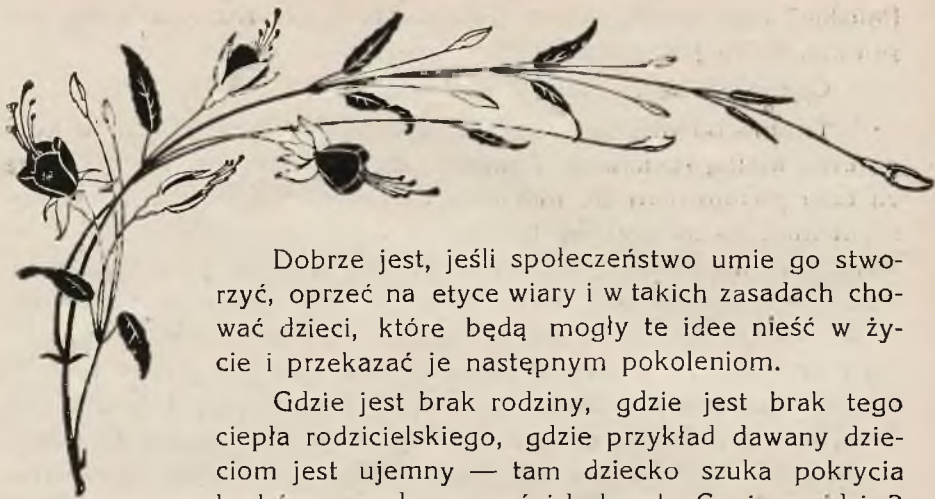 Dobrze jest, jeśli społeczeństwo umie go stwo-
rzyć, oprzeć na etyce wiary i w takich zasadach cho-
wać dzieci, które będą mogły te idee nieść w ży-
cie i przekazać je następnym pokoleniom.
Gdzie jest brak rodziny, gdzie jest brak tego
ciepła rodzicielskiego, gdzie przykład dawany dzie-
ciom jest ujemny — tam dziecko szuka pokrycia